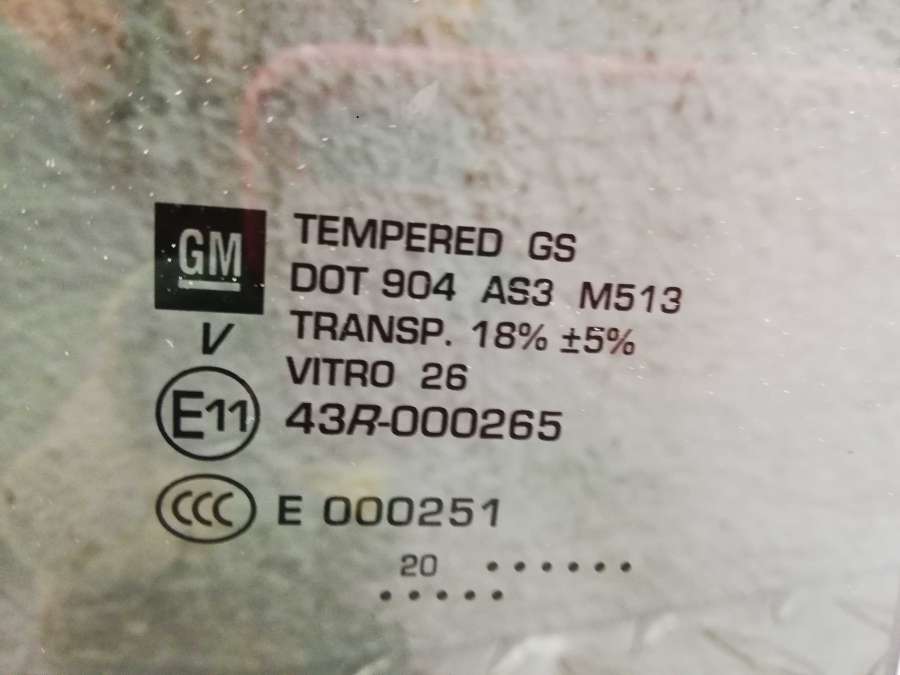 GM
TEMPERED GS
DOT 904 AS3 M513
V
TRANSP. 18% ±5%
VITRO 26
E11 43R-000265
CCC E 000251
20 ••••••
•••••